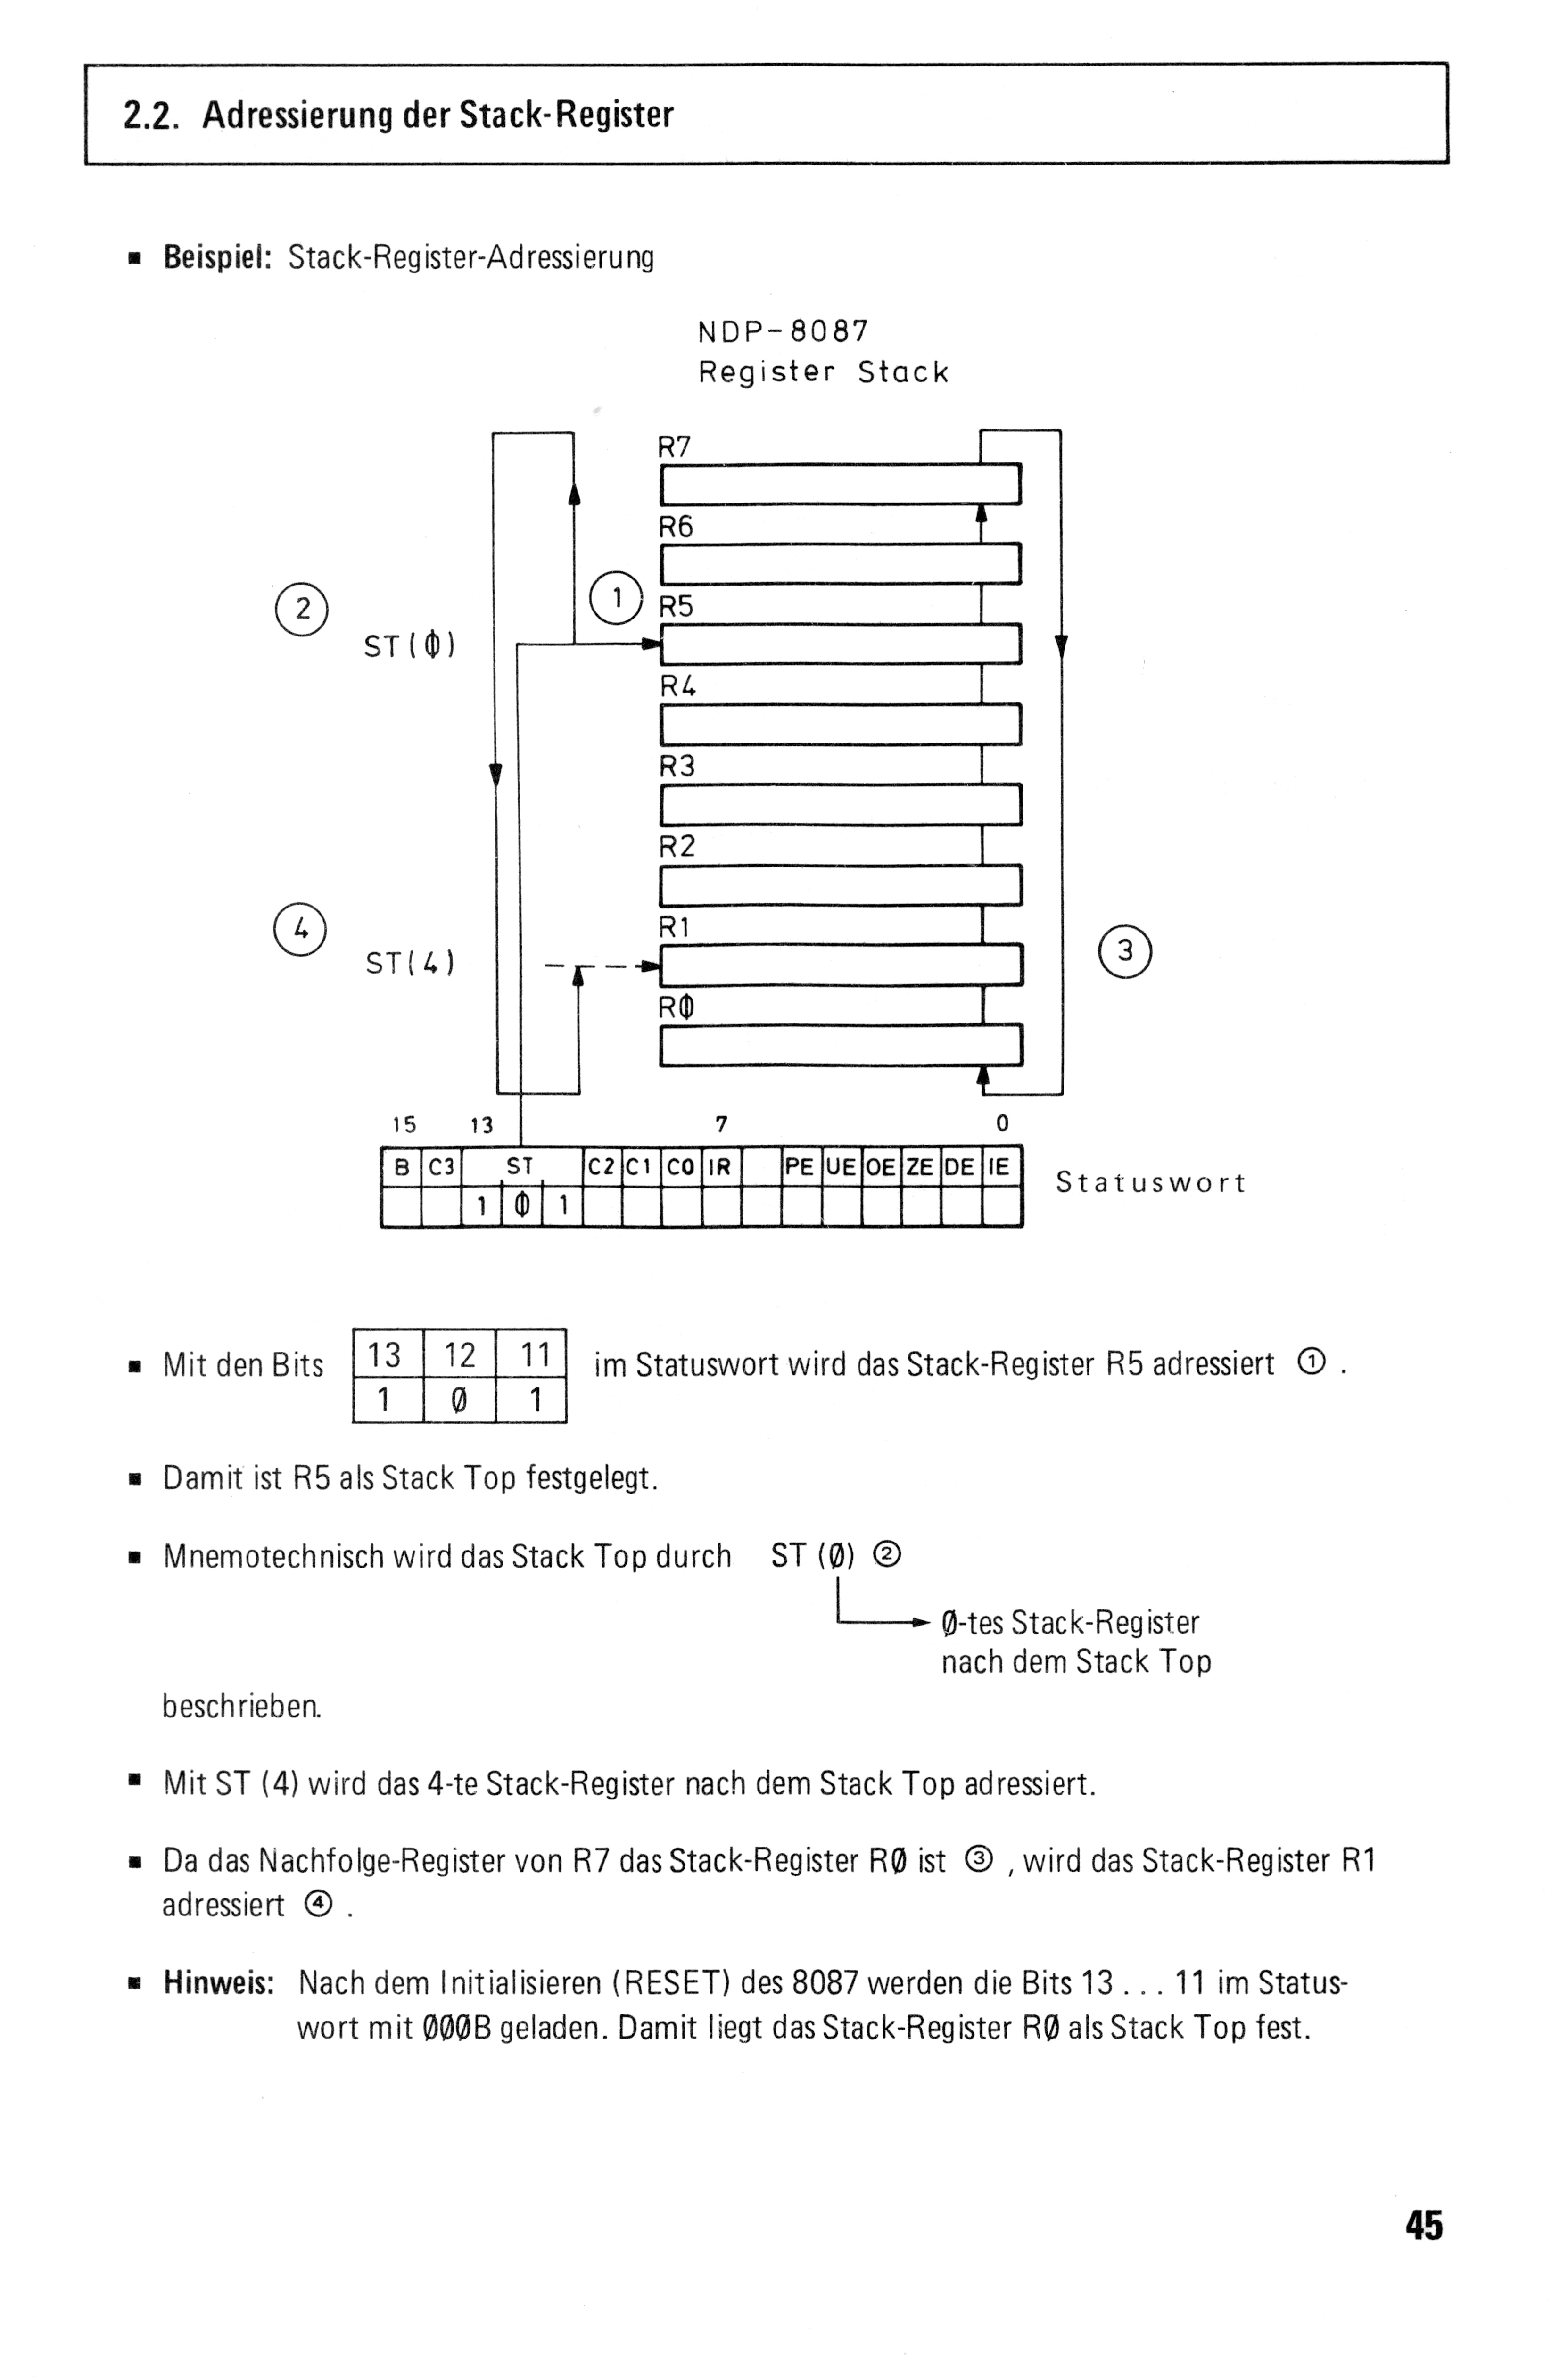 2.2. Adressierung der Stack-Register
▪ Beispiel: Stack-Register-Adressierung
NDP-8087
Register Stack
R7
R6
② ① R5
ST(0̸)
R4
R3
R2
④ R1
ST(4) ③
RØ
15 13 7 0
B C3 ST C2 C1 C0 IR PE UE OE ZE DE IE Statuswort
1 Ø 1
▪ Mit den Bits 13 12 11 im Statuswort wird das Stack-Register R5 adressiert ① .
1 Ø 1
▪ Damit ist R5 als Stack Top festgelegt.
▪ Mnemotechnisch wird das Stack Top durch ST (Ø) ②
Ø-tes Stack-Register
nach dem Stack Top
beschrieben.
▪ Mit ST (4) wird das 4-te Stack-Register nach dem Stack Top adressiert.
▪ Da das Nachfolge-Register von R7 das Stack-Register RØ ist ③ , wird das Stack-Register R1
adressiert ④ .
▪ Hinweis: Nach dem Initialisieren (RESET) des 8087 werden die Bits 13 . . . 11 im Status-
wort mit ØØØB geladen. Damit liegt das Stack-Register RØ als Stack Top fest.
45